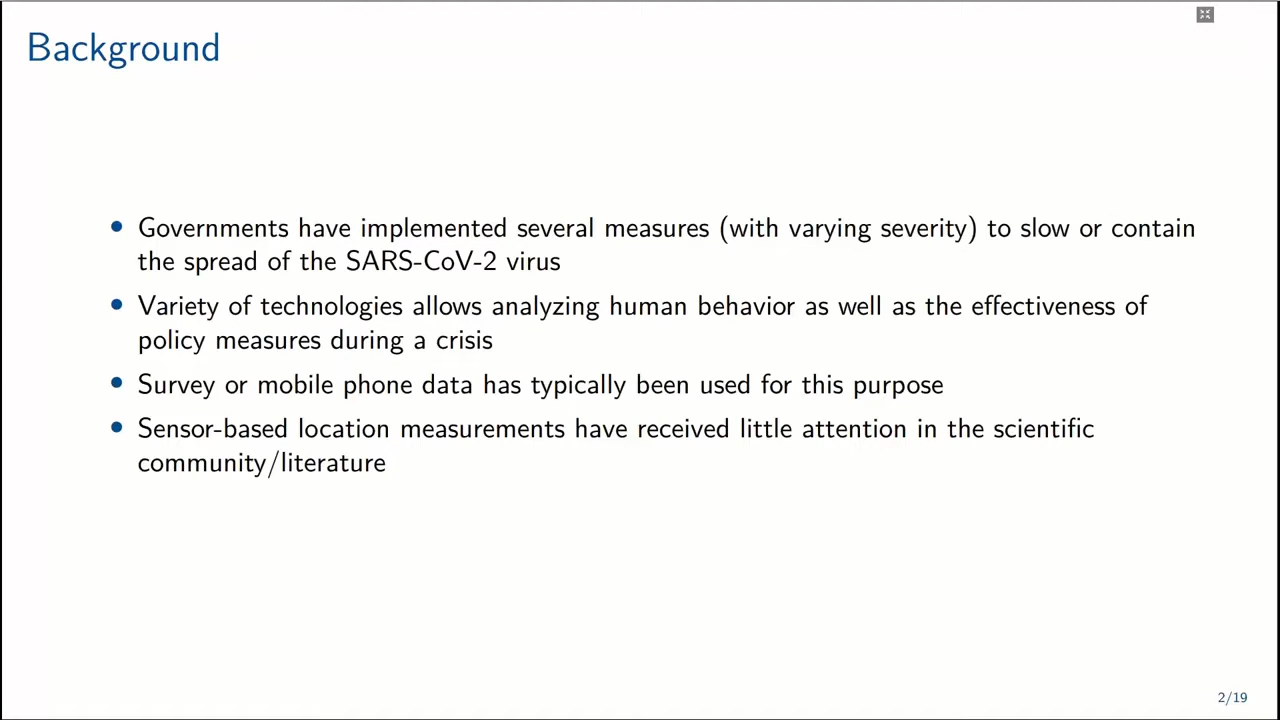 Background
• Governments have implemented several measures (with varying severity) to slow or contain
the spread of the SARS-CoV-2 virus
• Variety of technologies allows analyzing human behavior as well as the effectiveness of
policy measures during a crisis
• Survey or mobile phone data has typically been used for this purpose
• Sensor-based location measurements have received little attention in the scientific
community/literature
2/19